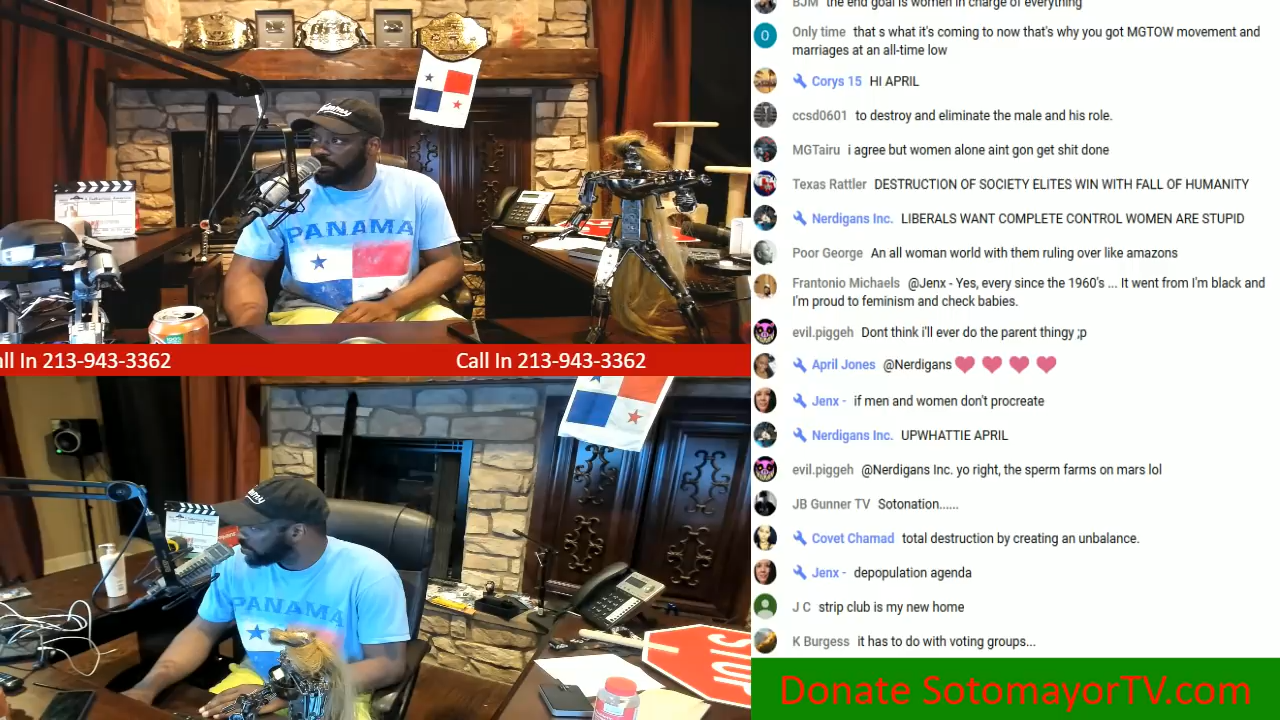 PANAMA
all In 213-943-3362
Call In 213-943-3362
PANAMA
BJM the end goal is women in charge of everything
Only time that s what it's coming to now that's why you got MGTOW movement and
marriages at an all-time low
Corys 15 HI APRIL
ccsd0601 to destroy and eliminate the male and his role.
MGTairu i agree but women alone aint gon get shit done
Texas Rattler DESTRUCTION OF SOCIETY ELITES WIN WITH FALL OF HUMANITY
Nerdigans Inc. LIBERALS WANT COMPLETE CONTROL WOMEN ARE STUPID
Poor George An all woman world with them ruling over like amazons
Frantonio Michaels @Jenx - Yes, every since the 1960's ... It went from I'm black and
I'm proud to feminism and check babies.
evil.piggeh Dont think i'll ever do the parent thingy ;p
April Jones @Nerdigans
Jenx - if men and women don't procreate
Nerdigans Inc. UPWHATTIE APRIL
evil.piggeh @Nerdigans Inc. yo right, the sperm farms on mars lol
JB Gunner TV Sotonation......
Covet Chamad total destruction by creating an unbalance.
Jenx - depopulation agenda
J C strip club is my new home
K Burgess it has to do with voting groups...
Donate SotomayorTV.com